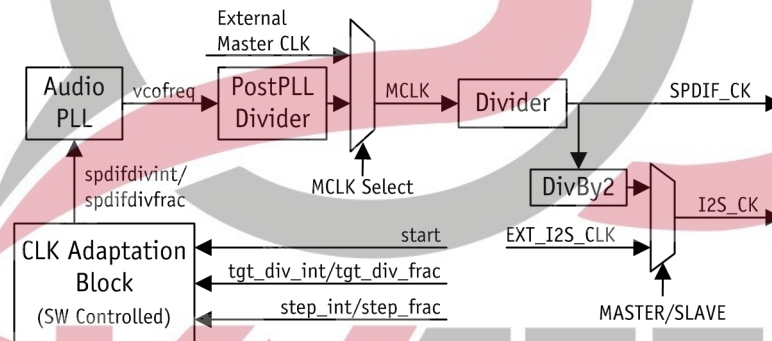 External
Master CLK
Audio
PLL
vcofreq
PostPLL
Divider
MCLK
Divider
SPDIF_CK
MCLK Select
spdifdivint/
spdifdivfrac
DivBy2
I2S_CK
EXT_I2S_CLK
MASTER/SLAVE
CLK Adaptation
Block
(SW Controlled)
start
tgt_div_int/tgt_div_frac
step_int/step_frac